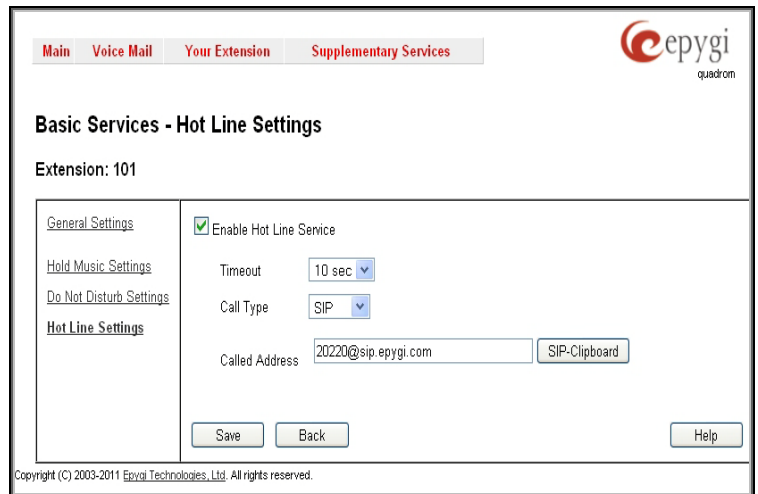 Main Voice Mail Your Extension Supplementary Services
epygi
quadrom
Basic Services - Hot Line Settings
Extension: 101
General Settings
Hold Music Settings
Do Not Disturb Settings
Hot Line Settings
Enable Hot Line Service
Timeout 10 sec
Call Type SIP
Called Address 20220@sip.epygi.com SIP-Clipboard
Save Back Help
Copyright (C) 2003-2011 Epygi Technologies, Ltd. All rights reserved.